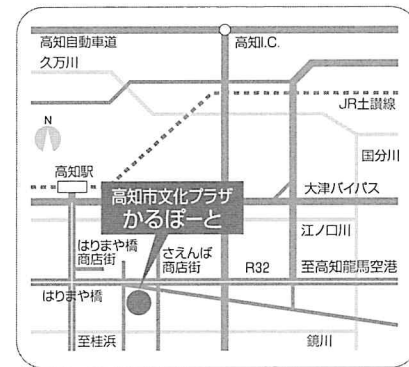 高知自動車道
高知I.C.
久万川
JR土讃線
N
国分川
高知駅
大津バイパス
高知市文化プラザ
かるぽーと
江ノ口川
はりまや橋
商店街
さえんば
商店街
R32
至高知龍馬空港
はりまや橋
至桂浜
鏡川